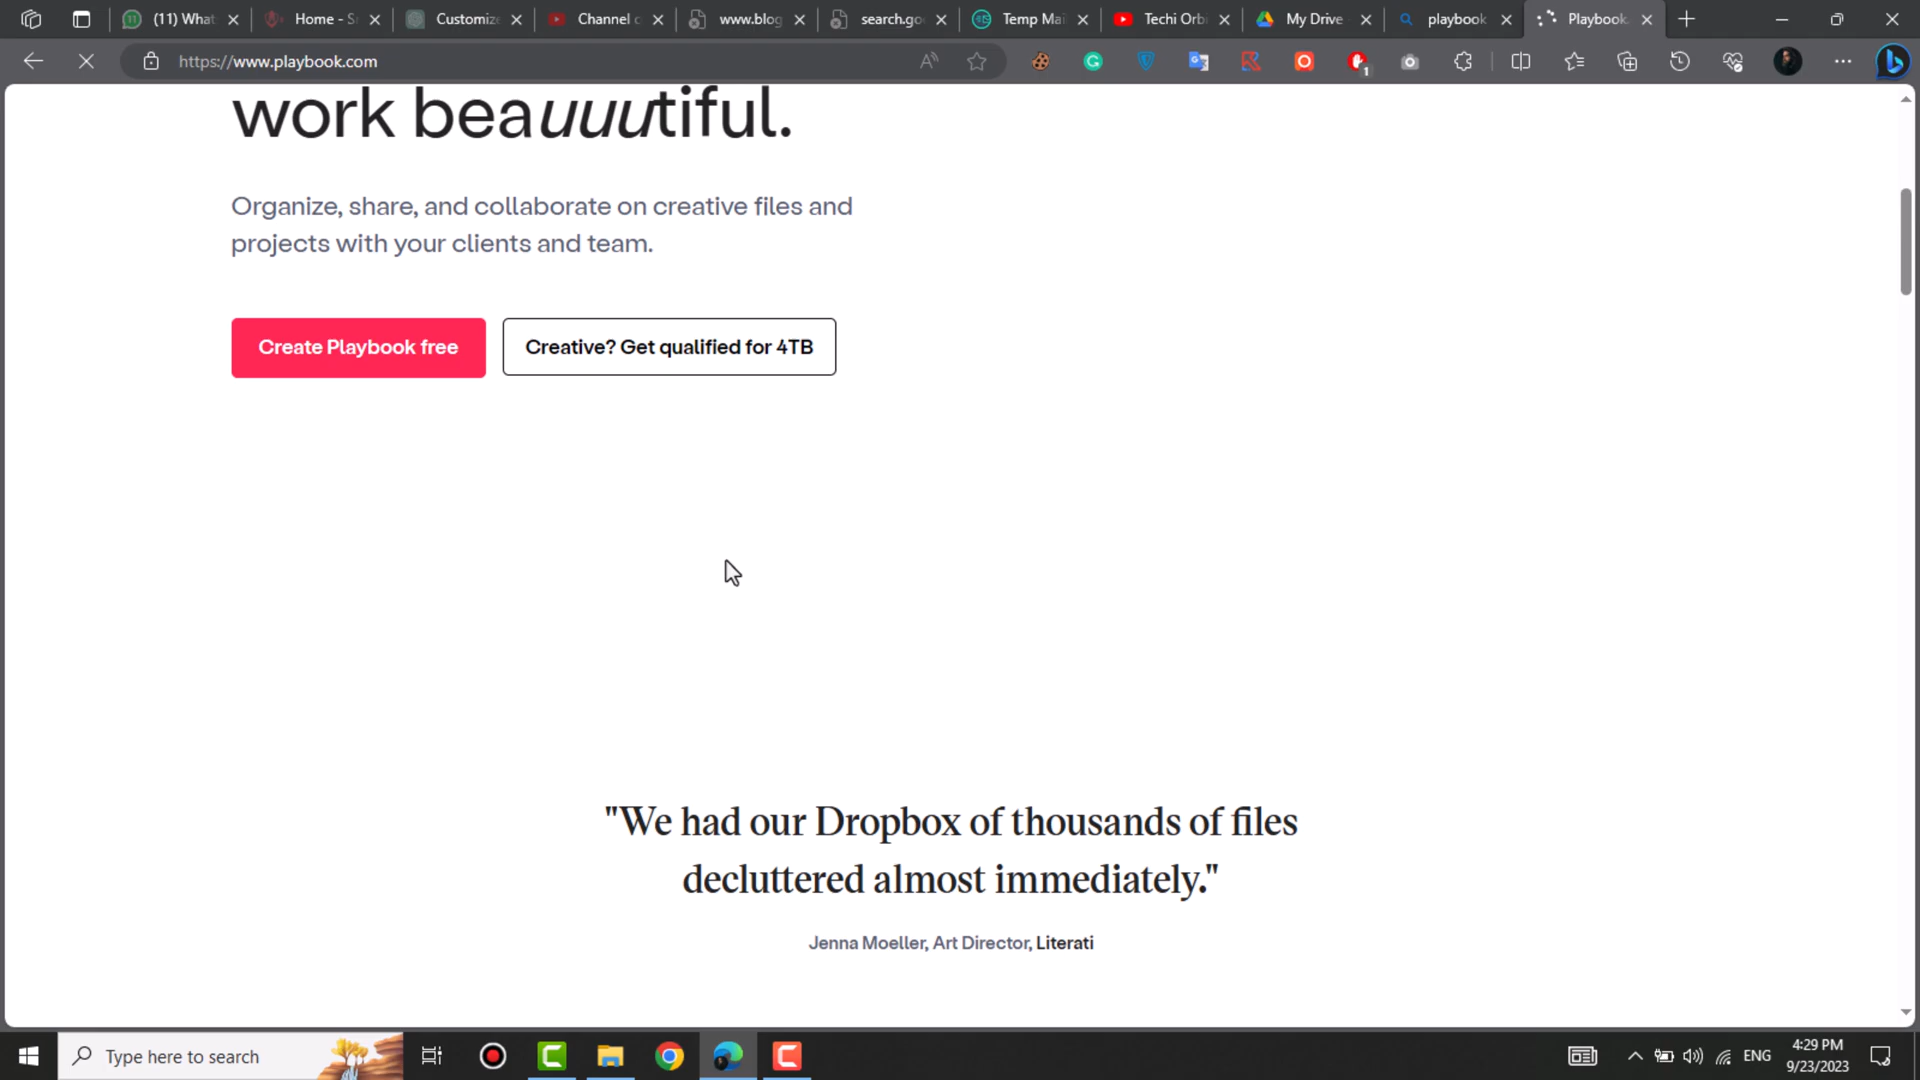 (11) What
Home - S
Customize
Channel c
www.blog
search.go
Temp Mai
Techi Orbi
My Drive
playbook
Playbook
https://www.playbook.com
1
work beauuutiful.
Organize, share, and collaborate on creative files and
projects with your clients and team.
Create Playbook free
Creative? Get qualified for 4TB
"We had our Dropbox of thousands of files
decluttered almost immediately."
Jenna Moeller, Art Director, Literati
Type here to search
ENG
4:29 PM
9/23/2023